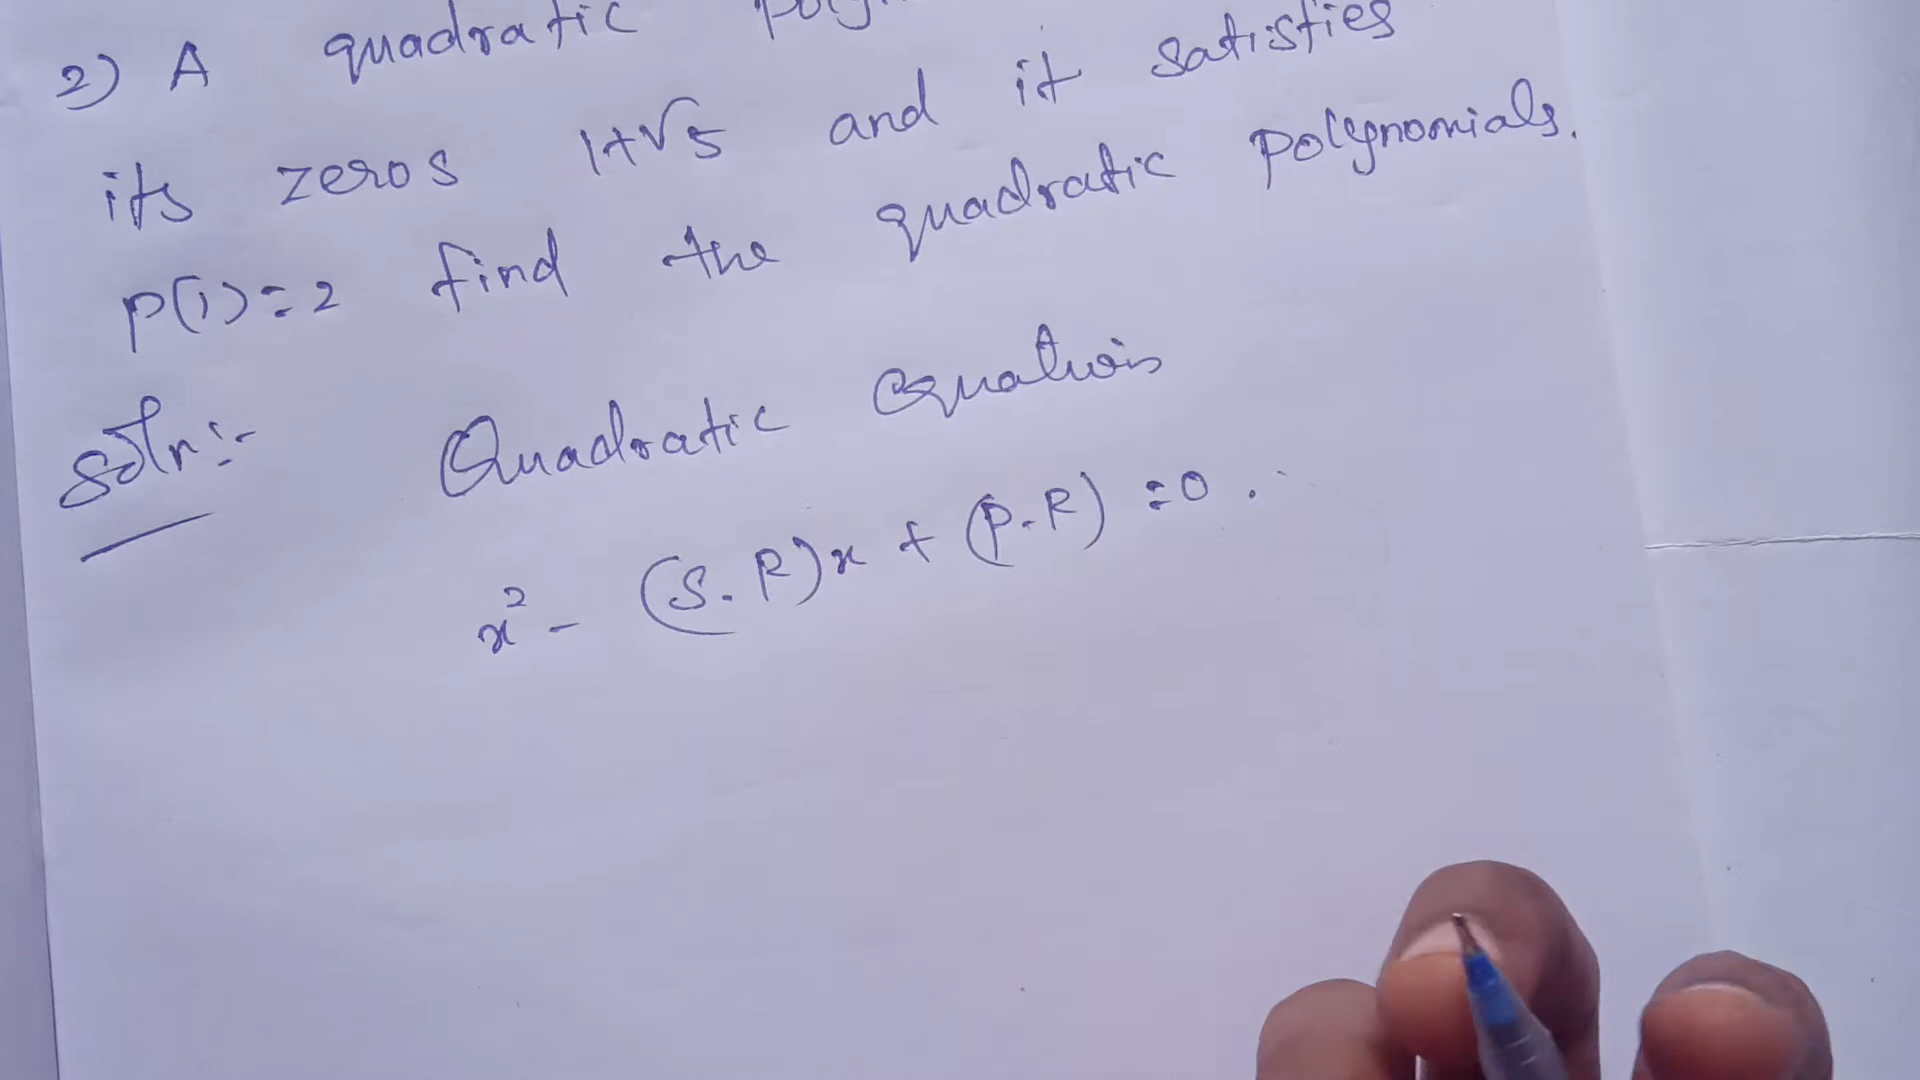 2) A quadratic
its zeros 1+√5 and it satisfies
p(1)=2 find the quadratic polynomials.
Soln:- Quadratic Equation
x² - (S.R)x + (P.R) =0.